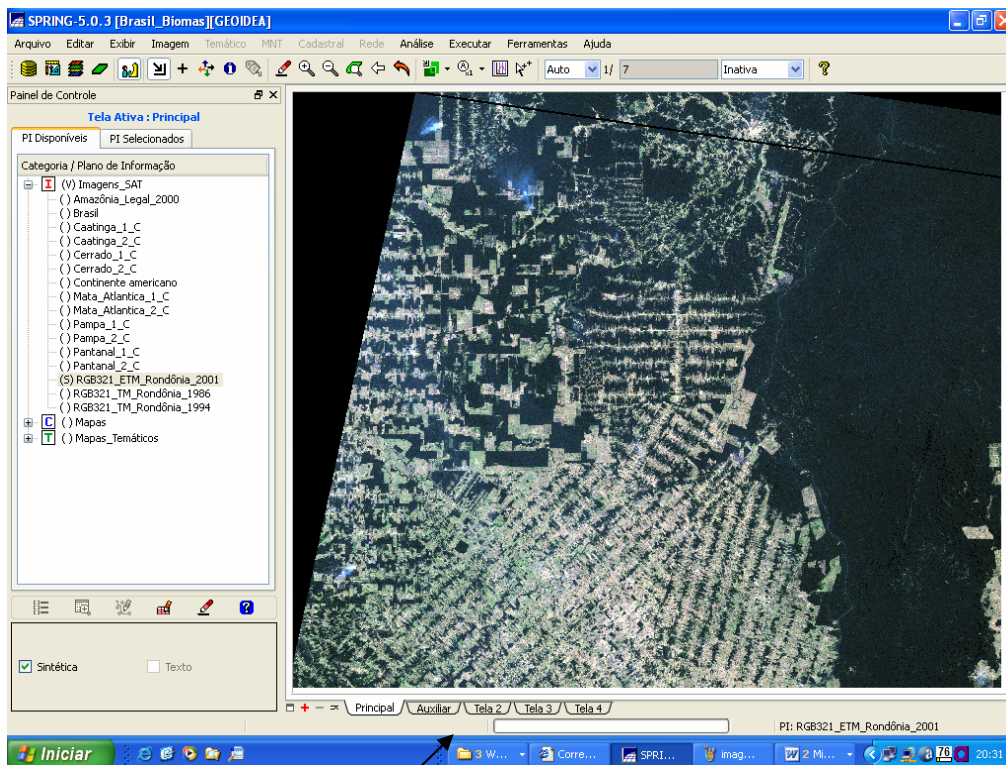 SPRING-5.0.3 [Brasil_Biomas][GEOIDEA]
Arquivo Editar Exibir Imagem Temático MNT Cadastral Rede Análise Executar Ferramentas Ajuda
Auto 1/ 7 Inativa
Painel de Controle
Tela Ativa : Principal
PI Disponíveis PI Selecionados
Categoria / Plano de Informação
(V) Imagens_SAT
( ) Amazônia_Legal_2000
( ) Brasil
( ) Caatinga_1_C
( ) Caatinga_2_C
( ) Cerrado_1_C
( ) Cerrado_2_C
( ) Continente americano
( ) Mata_Atlantica_1_C
( ) Mata_Atlantica_2_C
( ) Pampa_1_C
( ) Pampa_2_C
( ) Pantanal_1_C
( ) Pantanal_2_C
(S) RGB321_ETM_Rondônia_2001
( ) RGB321_TM_Rondônia_1986
( ) RGB321_TM_Rondônia_1994
C ( ) Mapas
T ( ) Mapas_Temáticos
Sintética Texto
Principal Auxiliar Tela 2 Tela 3 Tela 4
PI: RGB321_ETM_Rondônia_2001
Iniciar 3 W... Corre... SPRI... imag... 2 Mi... 76 20:31